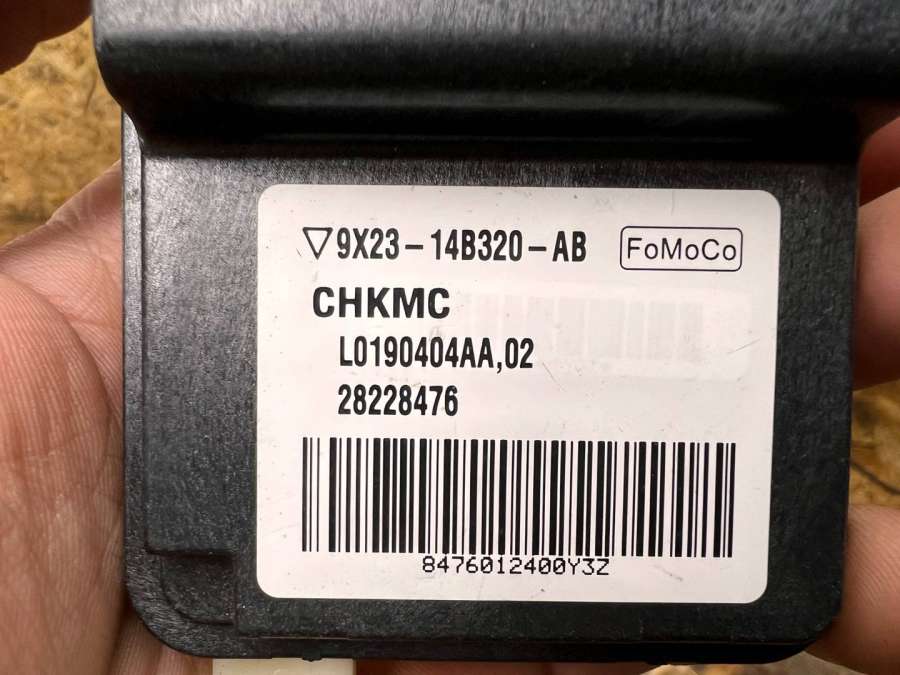 ▽9X23-14B320-AB FoMoCo
CHKMC
L0190404AA,02
28228476
8476012400Y3Z